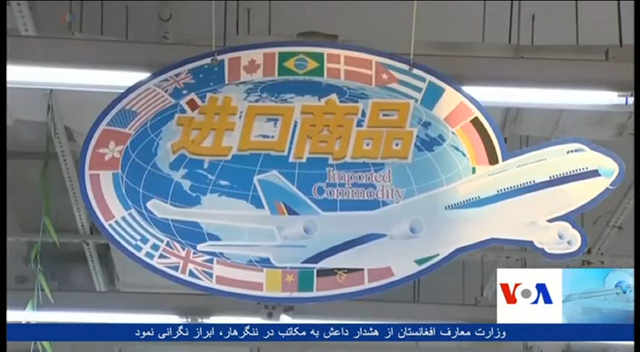 进口商品
Imported
Commodity
VOA
وزارت معارف افغانستان از هشدار داعش به مکاتب در ننگرهار، ابراز نگرانی نمود